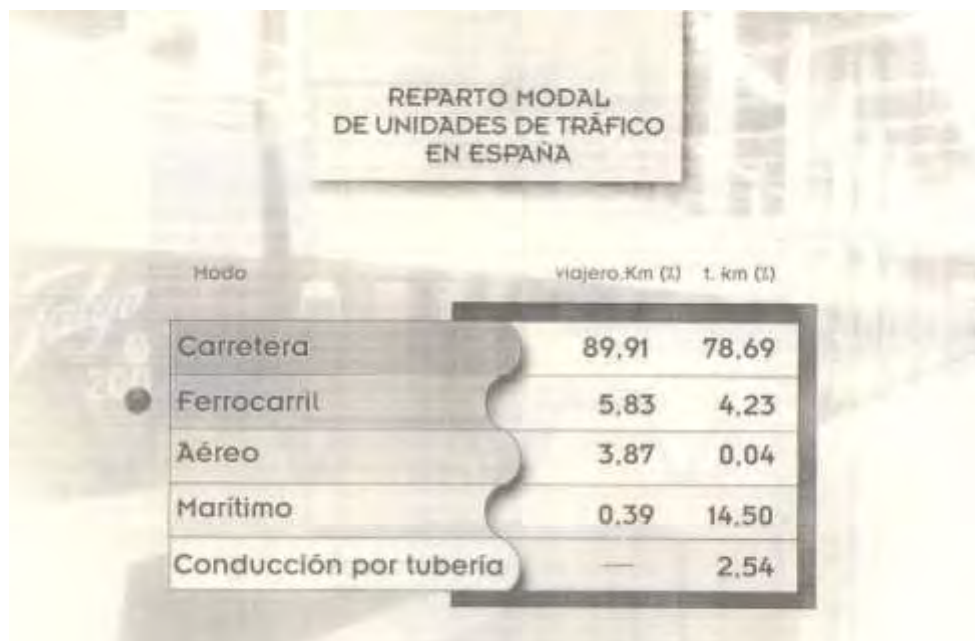 REPARTO MODAL
DE UNIDADES DE TRÁFICO
EN ESPAÑA
Modo viajero.Km (%) t. km (%)
Carretera 89,91 78,69
Ferrocarril 5,83 4,23
Aéreo 3,87 0,04
Marítimo 0,39 14,50
Conducción por tubería — 2,54